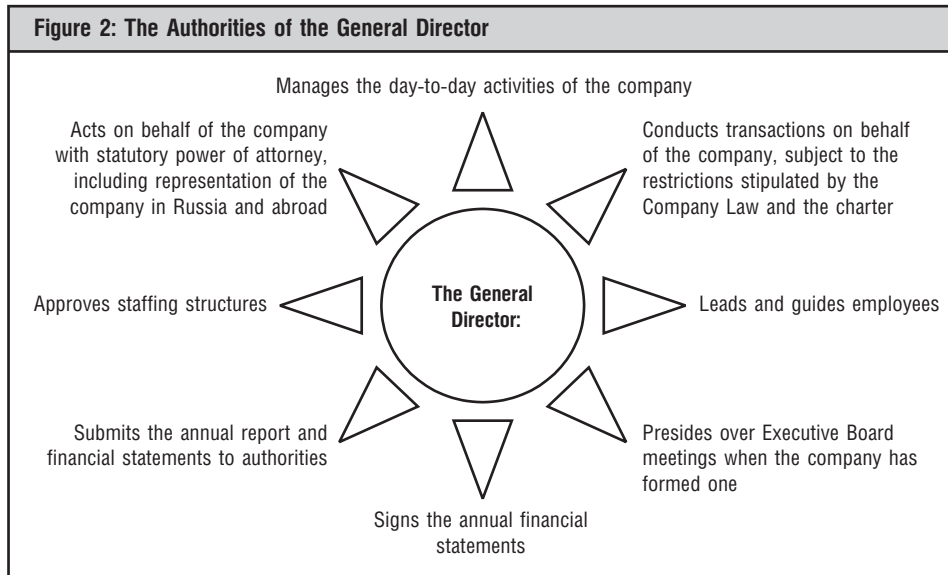 Figure 2: The Authorities of the General Director
Manages the day-to-day activities of the company
Acts on behalf of the company
with statutory power of attorney,
including representation of the
company in Russia and abroad
Conducts transactions on behalf
of the company, subject to the
restrictions stipulated by the
Company Law and the charter
Approves staffing structures
The General
Director:
Leads and guides employees
Submits the annual report and
financial statements to authorities
Presides over Executive Board
meetings when the company has
formed one
Signs the annual financial
statements